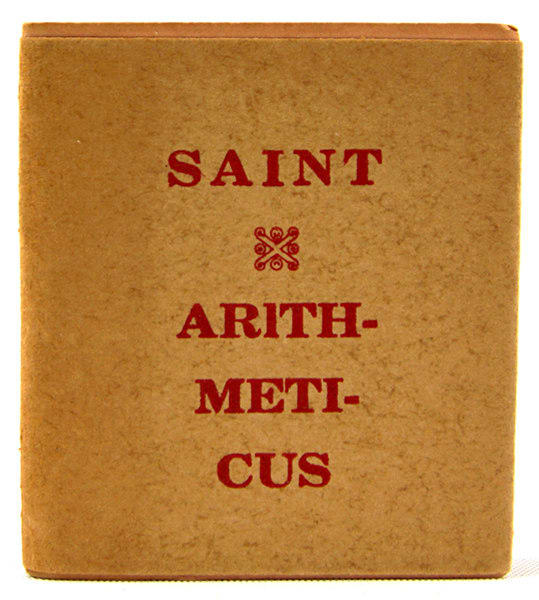 SAINT
ARITH-
METI-
CUS